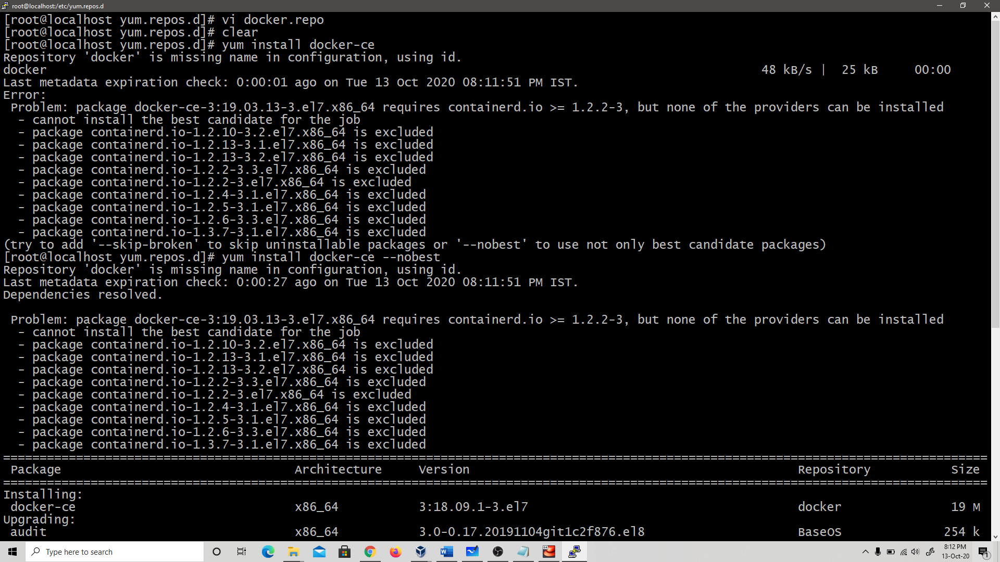 root@localhost:/etc/yum.repos.d
[root@localhost yum.repos.d]# vi docker.repo
[root@localhost yum.repos.d]# clear
[root@localhost yum.repos.d]# yum install docker-ce
Repository 'docker' is missing name in configuration, using id.
docker 48 kB/s | 25 kB 00:00
Last metadata expiration check: 0:00:01 ago on Tue 13 Oct 2020 08:11:51 PM IST.
Error:
Problem: package docker-ce-3:19.03.13-3.el7.x86_64 requires containerd.io >= 1.2.2-3, but none of the providers can be installed
- cannot install the best candidate for the job
- package containerd.io-1.2.10-3.2.el7.x86_64 is excluded
- package containerd.io-1.2.13-3.1.el7.x86_64 is excluded
- package containerd.io-1.2.13-3.2.el7.x86_64 is excluded
- package containerd.io-1.2.2-3.3.el7.x86_64 is excluded
- package containerd.io-1.2.2-3.el7.x86_64 is excluded
- package containerd.io-1.2.4-3.1.el7.x86_64 is excluded
- package containerd.io-1.2.5-3.1.el7.x86_64 is excluded
- package containerd.io-1.2.6-3.3.el7.x86_64 is excluded
- package containerd.io-1.3.7-3.1.el7.x86_64 is excluded
(try to add '--skip-broken' to skip uninstallable packages or '--nobest' to use not only best candidate packages)
[root@localhost yum.repos.d]# yum install docker-ce --nobest
Repository 'docker' is missing name in configuration, using id.
Last metadata expiration check: 0:00:27 ago on Tue 13 Oct 2020 08:11:51 PM IST.
Dependencies resolved.
Problem: package docker-ce-3:19.03.13-3.el7.x86_64 requires containerd.io >= 1.2.2-3, but none of the providers can be installed
- cannot install the best candidate for the job
- package containerd.io-1.2.10-3.2.el7.x86_64 is excluded
- package containerd.io-1.2.13-3.1.el7.x86_64 is excluded
- package containerd.io-1.2.13-3.2.el7.x86_64 is excluded
- package containerd.io-1.2.2-3.3.el7.x86_64 is excluded
- package containerd.io-1.2.2-3.el7.x86_64 is excluded
- package containerd.io-1.2.4-3.1.el7.x86_64 is excluded
- package containerd.io-1.2.5-3.1.el7.x86_64 is excluded
- package containerd.io-1.2.6-3.3.el7.x86_64 is excluded
- package containerd.io-1.3.7-3.1.el7.x86_64 is excluded
Package Architecture Version Repository Size
Installing:
docker-ce x86_64 3:18.09.1-3.el7 docker 19 M
Upgrading:
audit x86_64 3.0-0.17.20191104git1c2f876.el8 BaseOS 254 k
Type here to search
8:12 PM
13-Oct-20
1